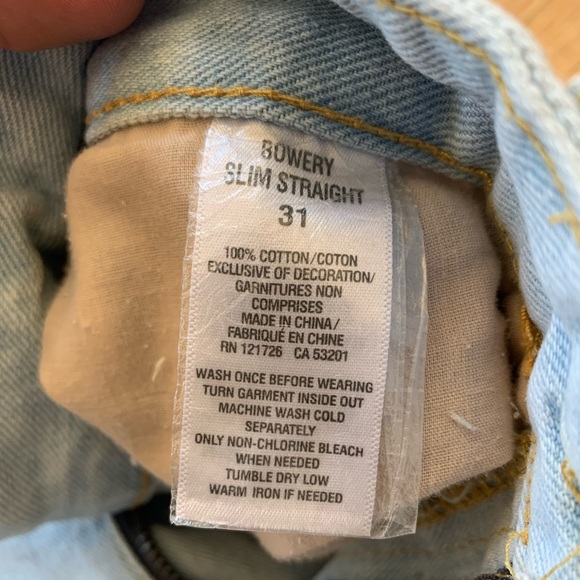 BOWERY
SLIM STRAIGHT
31
100% COTTON/COTON
EXCLUSIVE OF DECORATION/
GARNITURES NON
COMPRISES
MADE IN CHINA/
FABRIQUÉ EN CHINE
RN 121726 CA 53201
WASH ONCE BEFORE WEARING
TURN GARMENT INSIDE OUT
MACHINE WASH COLD
SEPARATELY
ONLY NON-CHLORINE BLEACH
WHEN NEEDED
TUMBLE DRY LOW
WARM IRON IF NEEDED